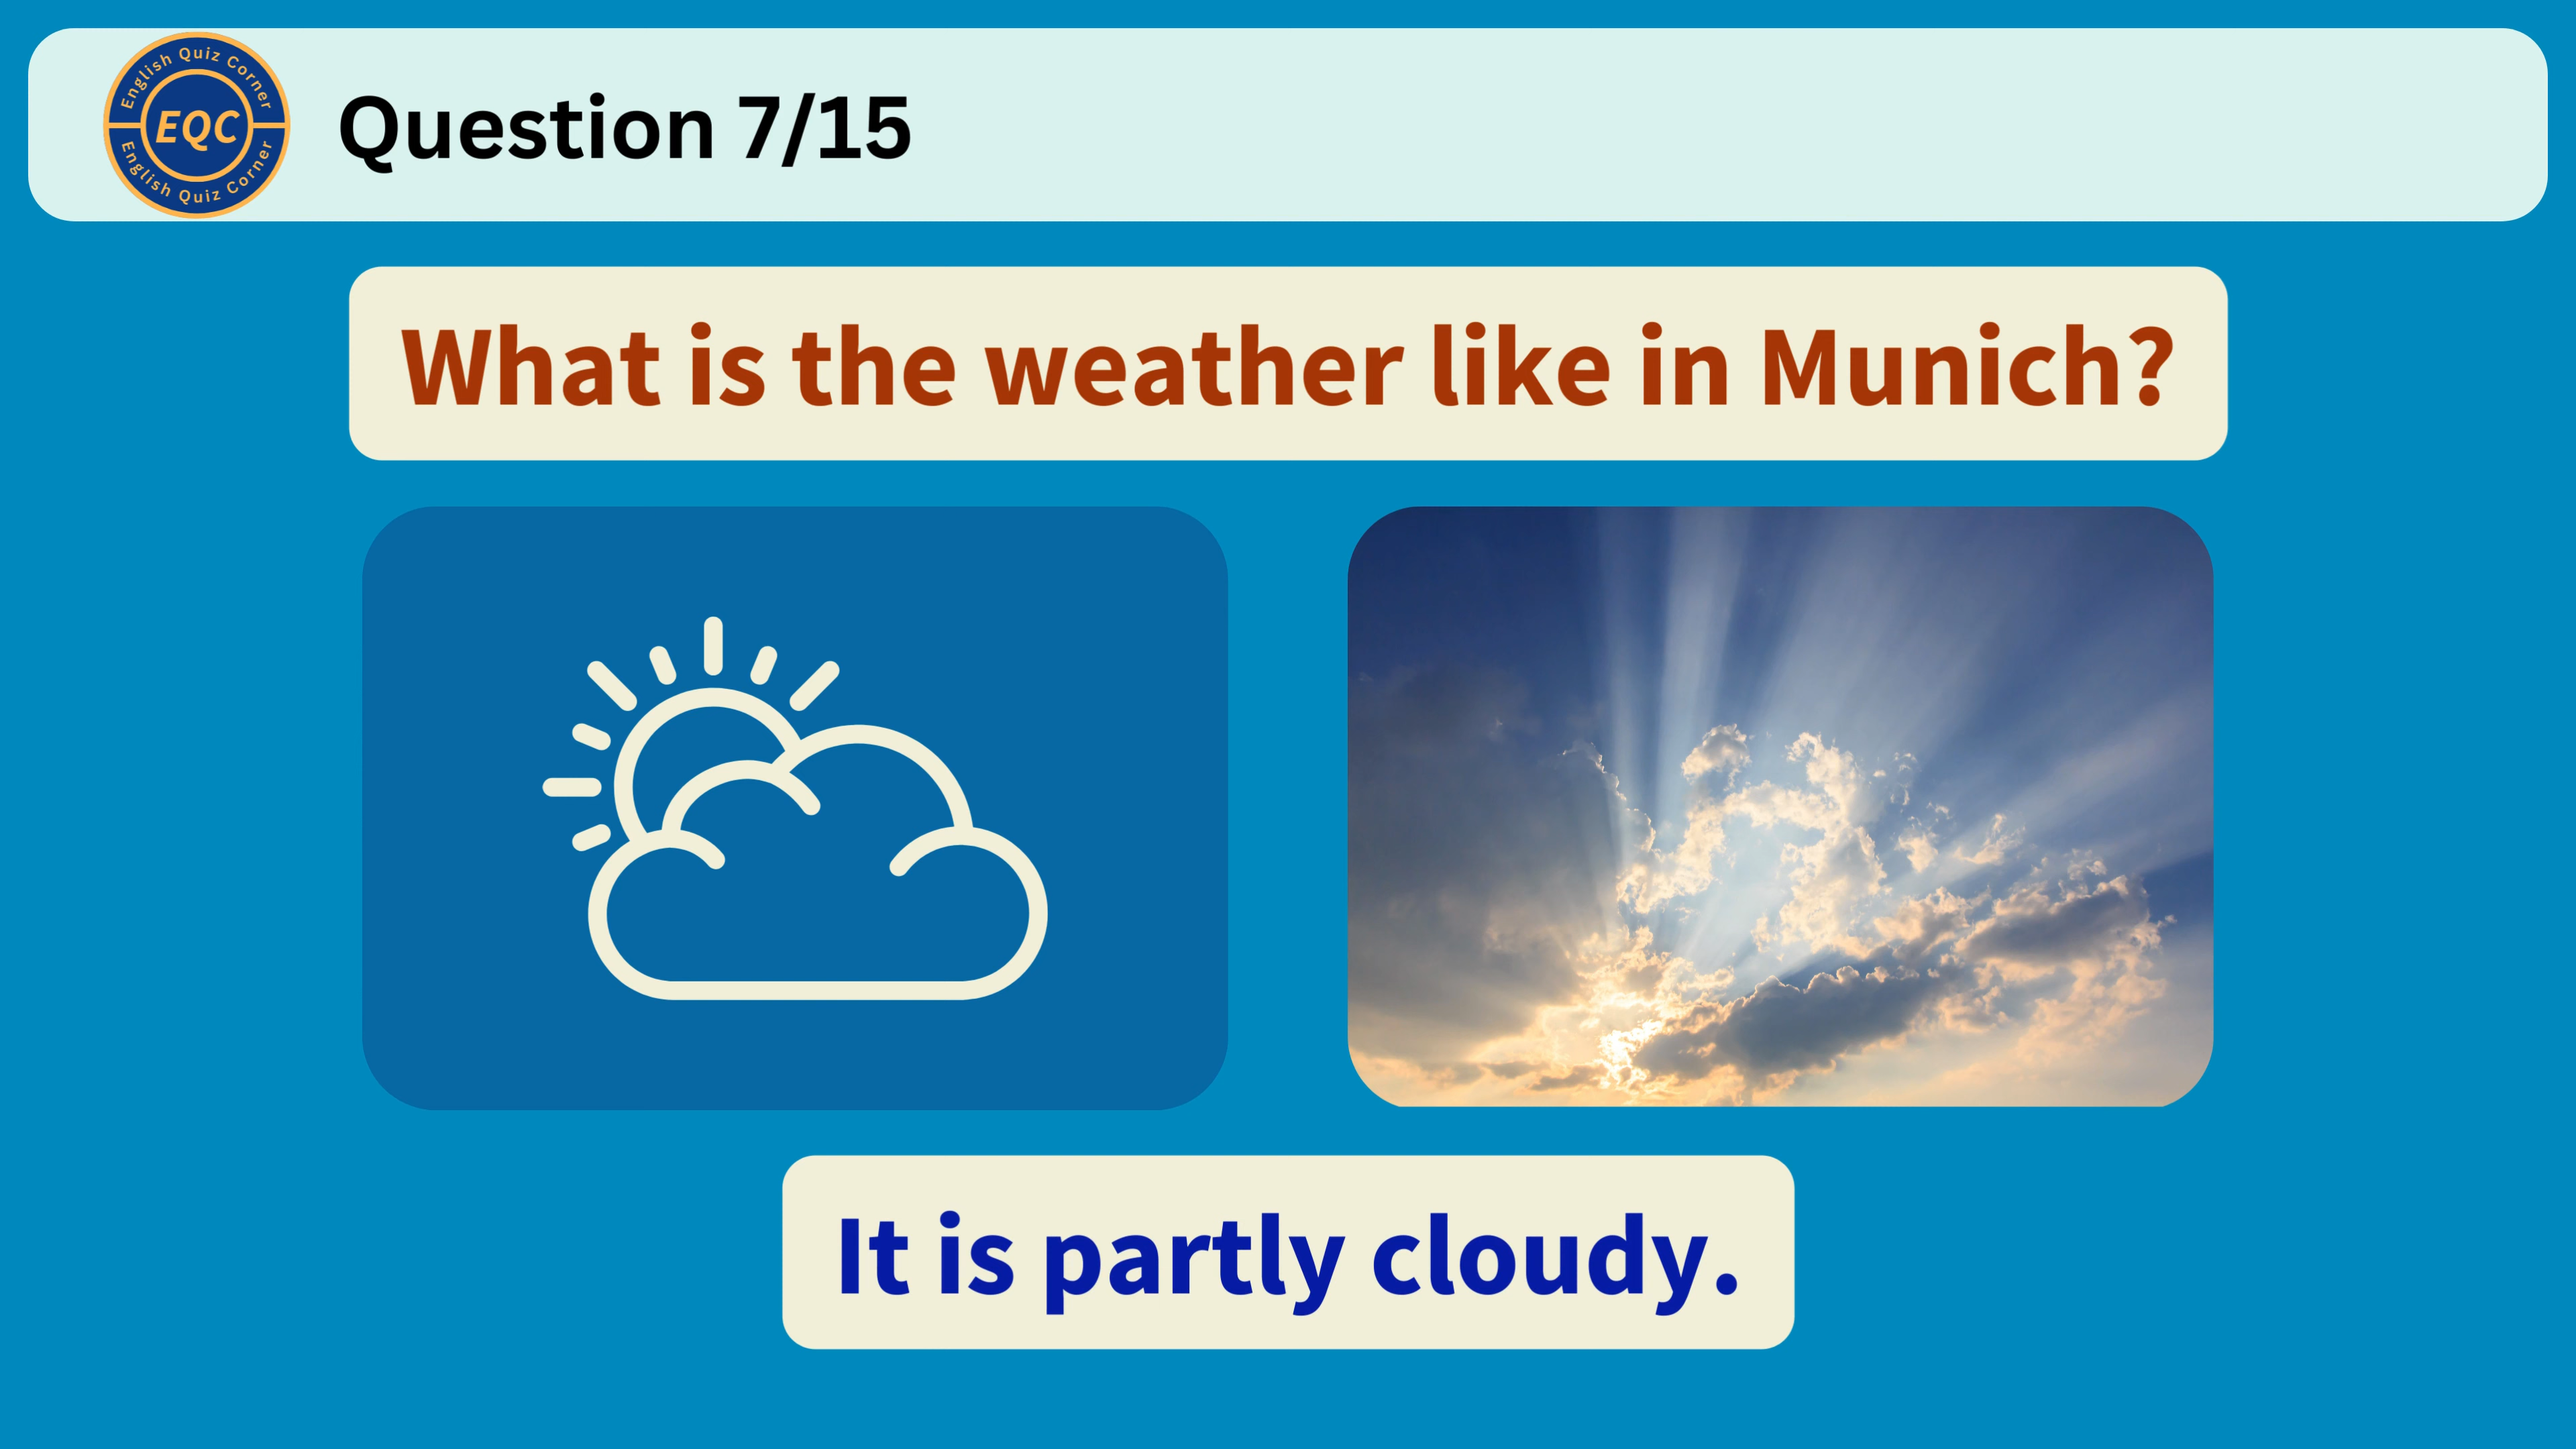 English Quiz Corner
EQC
English Quiz Corner
Question 7/15
What is the weather like in Munich?
It is partly cloudy.